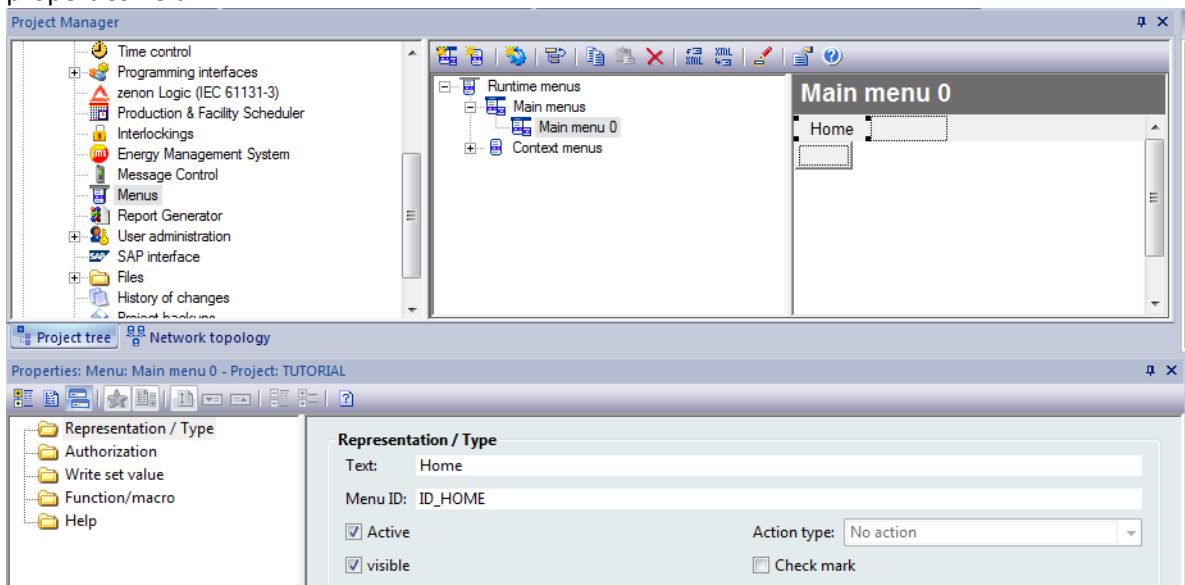 Project Manager
Time control
Programming interfaces
zenon Logic (IEC 61131-3)
Production & Facility Scheduler
Interlockings
Energy Management System
Message Control
Menus
Report Generator
User administration
SAP interface
Files
History of changes
Project backups
Runtime menus
Main menus
Main menu 0
Context menus
Main menu 0
Home
Project tree
Network topology
Properties: Menu: Main menu 0 - Project: TUTORIAL
Representation / Type
Authorization
Write set value
Function/macro
Help
Representation / Type
Text: Home
Menu ID: ID_HOME
Active Action type: No action
visible Check mark